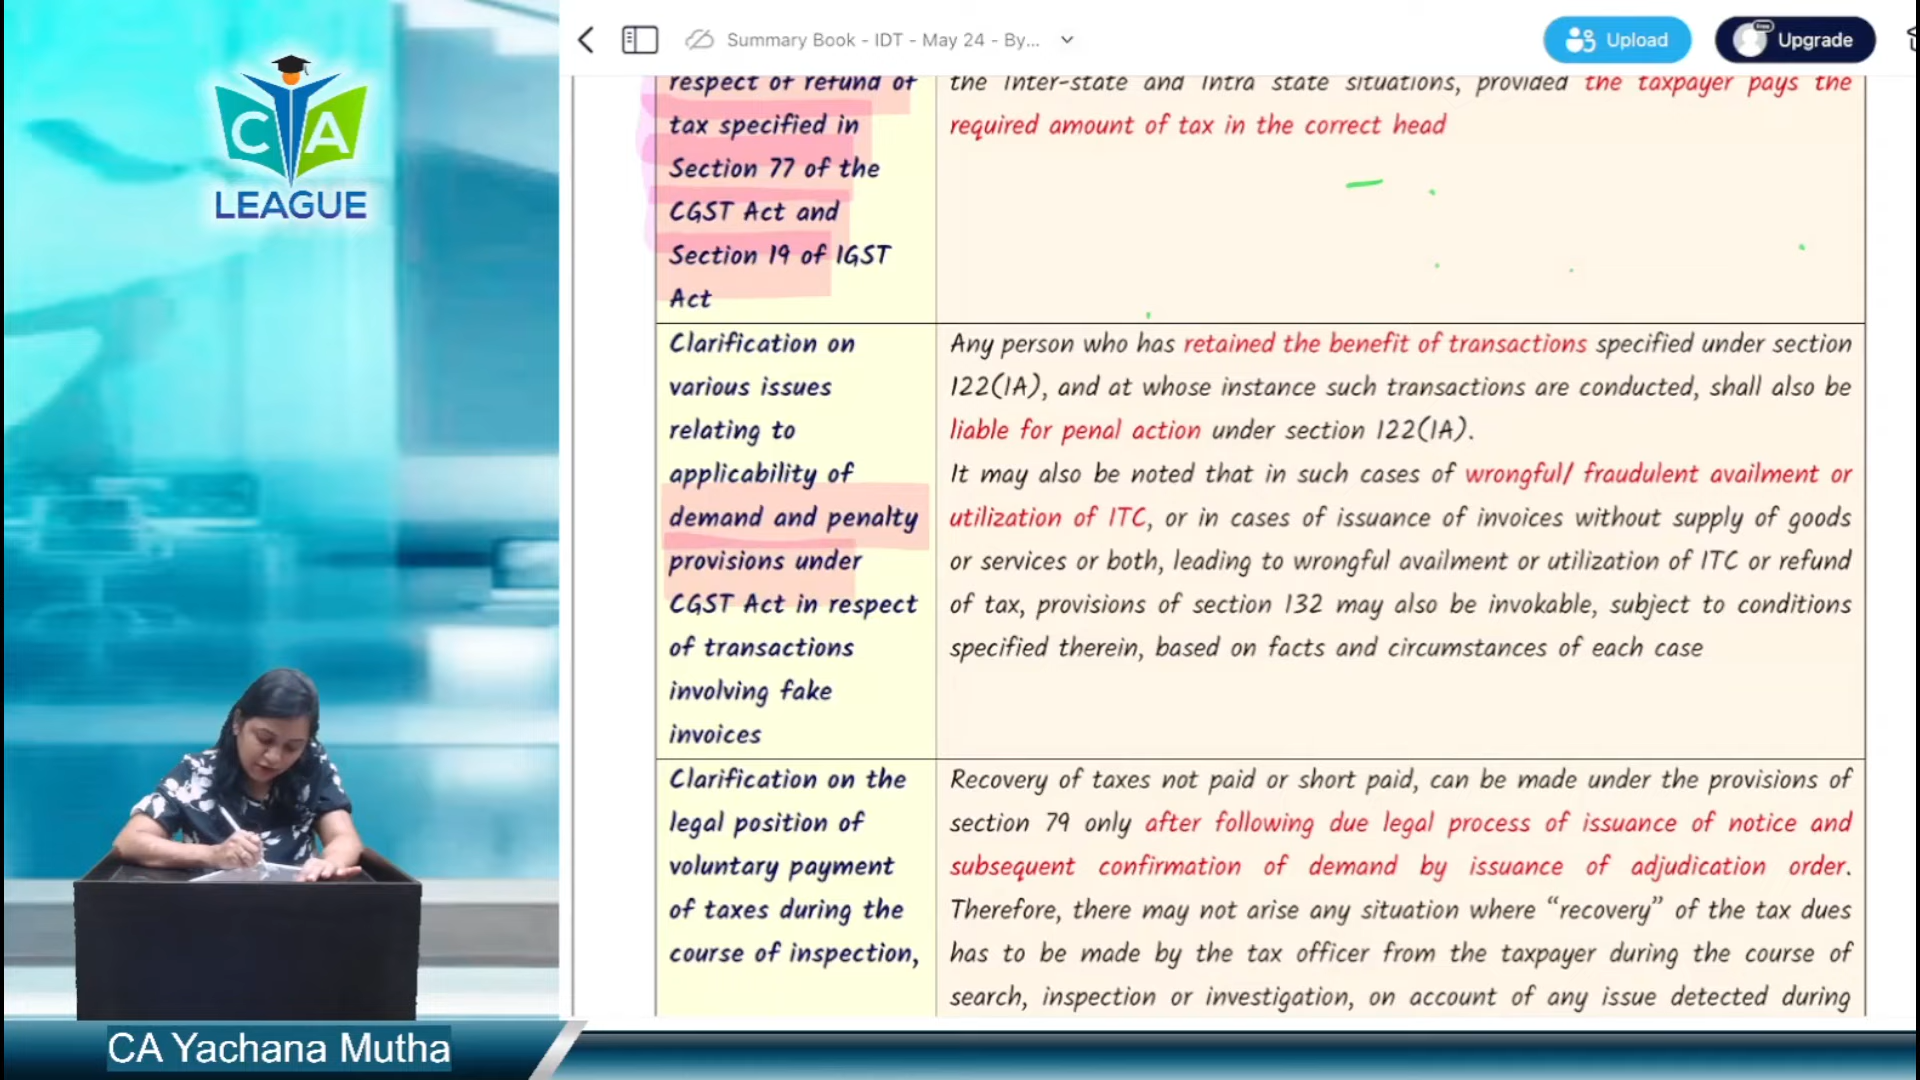 CA
LEAGUE
Summary Book - IDT - May 24 - By...
Upload
Free
Upgrade
respect of refund of
tax specified in
Section 77 of the
CGST Act and
Section 19 of IGST
Act
the Inter-state and Intra state situations, provided the taxpayer pays the
required amount of tax in the correct head
Clarification on
various issues
relating to
applicability of
demand and penalty
provisions under
CGST Act in respect
of transactions
involving fake
invoices
Any person who has retained the benefit of transactions specified under section
122(1A), and at whose instance such transactions are conducted, shall also be
liable for penal action under section 122(1A).
It may also be noted that in such cases of wrongful/ fraudulent availment or
utilization of ITC, or in cases of issuance of invoices without supply of goods
or services or both, leading to wrongful availment or utilization of ITC or refund
of tax, provisions of section 132 may also be invokable, subject to conditions
specified therein, based on facts and circumstances of each case
Clarification on the
legal position of
voluntary payment
of taxes during the
course of inspection,
Recovery of taxes not paid or short paid, can be made under the provisions of
section 79 only after following due legal process of issuance of notice and
subsequent confirmation of demand by issuance of adjudication order.
Therefore, there may not arise any situation where “recovery” of the tax dues
has to be made by the tax officer from the taxpayer during the course of
search, inspection or investigation, on account of any issue detected during
CA Yachana Mutha